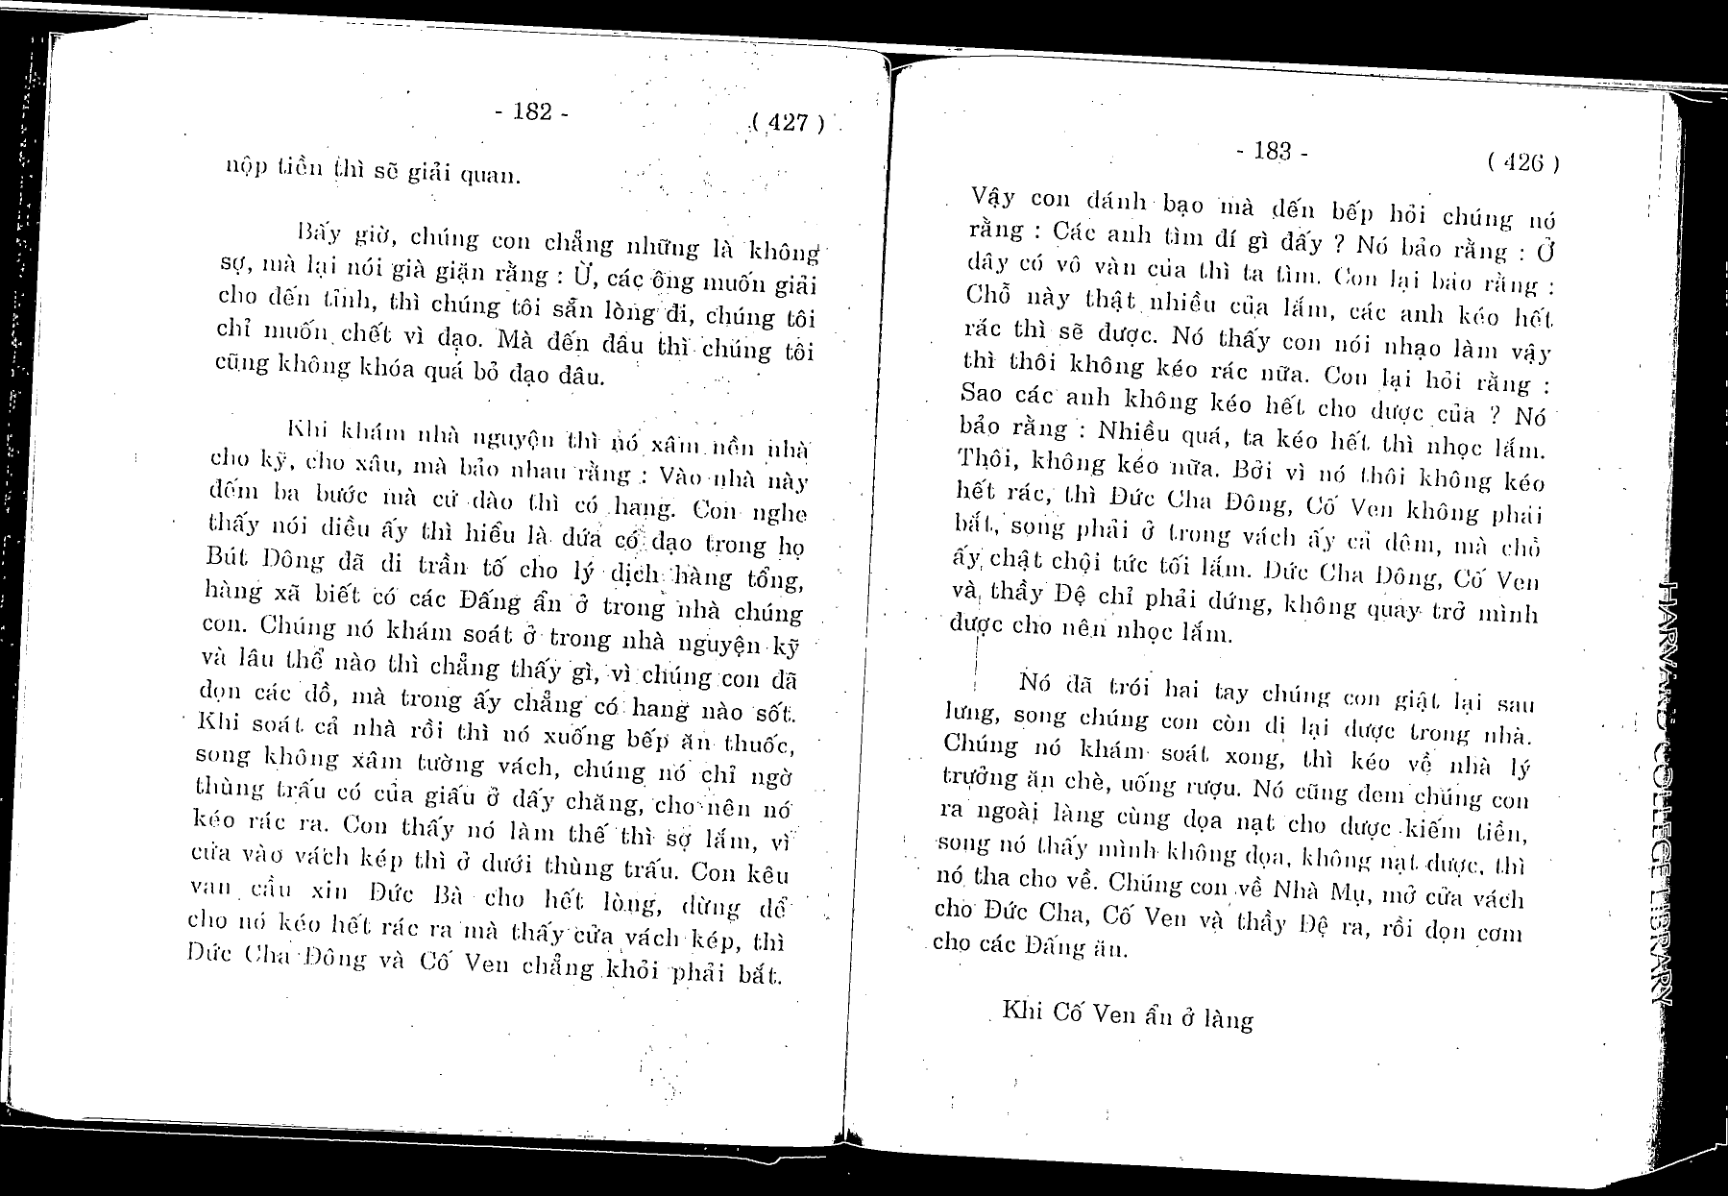 - 182 -
( 427 )
nộp tiền thì sẽ giải quan.
Bấy giờ, chúng con chẳng những là không
sợ, mà lại nói già giặn rằng : Ừ, các ông muốn giải
cho đến tỉnh, thì chúng tôi sẵn lòng đi, chúng tôi
chỉ muốn chết vì đạo. Mà đến đâu thì chúng tôi
cũng không khóa quá bỏ đạo đâu.
Khi khám nhà nguyện thì nó xâm nền nhà
cho kỹ, cho xâu, mà bảo nhau rằng : Vào nhà này
đếm ba bước mà cứ đào thì có hang. Con nghe
thấy nói điều ấy thì hiểu là đứa có đạo trong họ
Bút Đông đã đi trần tố cho lý dịch hàng tổng,
hàng xã biết có các Đấng ẩn ở trong nhà chúng
con. Chúng nó khám soát ở trong nhà nguyện kỹ
và lâu thể nào thì chẳng thấy gì, vì chúng con đã
dọn các đồ, mà trong ấy chẳng có hang nào sốt.
Khi soát cả nhà rồi thì nó xuống bếp ăn thuốc,
song không xâm tường vách, chúng nó chỉ ngờ
thùng trấu có của giấu ở đấy chăng, cho nên nó
kéo rác ra. Con thấy nó làm thế thì sợ lắm, vì
cửa vào vách kép thì ở dưới thùng trấu. Con kêu
van cầu xin Đức Bà cho hết lòng, đừng để
cho nó kéo hết rác ra mà thấy cửa vách kép, thì
Đức Cha Đông và Cố Ven chẳng khỏi phải bắt.
- 183 -
( 426 )
Vậy con đánh bạo mà đến bếp hỏi chúng nó
rằng : Các anh tìm đí gì đấy ? Nó bảo rằng : Ở
đây có vô vàn của thì ta tìm. Con lại bảo rằng :
Chỗ này thật nhiều của lắm, các anh kéo hết
rác thì sẽ được. Nó thấy con nói nhạo làm vậy
thì thôi không kéo rác nữa. Con lại hỏi rằng :
Sao các anh không kéo hết cho được của ? Nó
bảo rằng : Nhiều quá, ta kéo hết thì nhọc lắm.
Thôi, không kéo nữa. Bởi vì nó thôi không kéo
hết rác, thì Đức Cha Đông, Cố Ven không phải
bắt, song phải ở trong vách ấy cả đêm, mà chỗ
ấy chật chội tức tối lắm. Đức Cha Đông, Cố Ven
và thầy Đệ chỉ phải đứng, không quay trở mình
được cho nên nhọc lắm.
Nó đã trói hai tay chúng con giật lại sau
lưng, song chúng con còn đi lại được trong nhà.
Chúng nó khám soát xong, thì kéo về nhà lý
trưởng ăn chè, uống rượu. Nó cũng đem chúng con
ra ngoài làng cùng dọa nạt cho được kiếm tiền,
song nó thấy mình không dọa, không nạt được, thì
nó tha cho về. Chúng con về Nhà Mụ, mở cửa vách
cho Đức Cha, Cố Ven và thầy Đệ ra, rồi dọn cơm
cho các Đấng ăn.
Khi Cố Ven ẩn ở làng
HARVARD COLLEGE LIBRARY